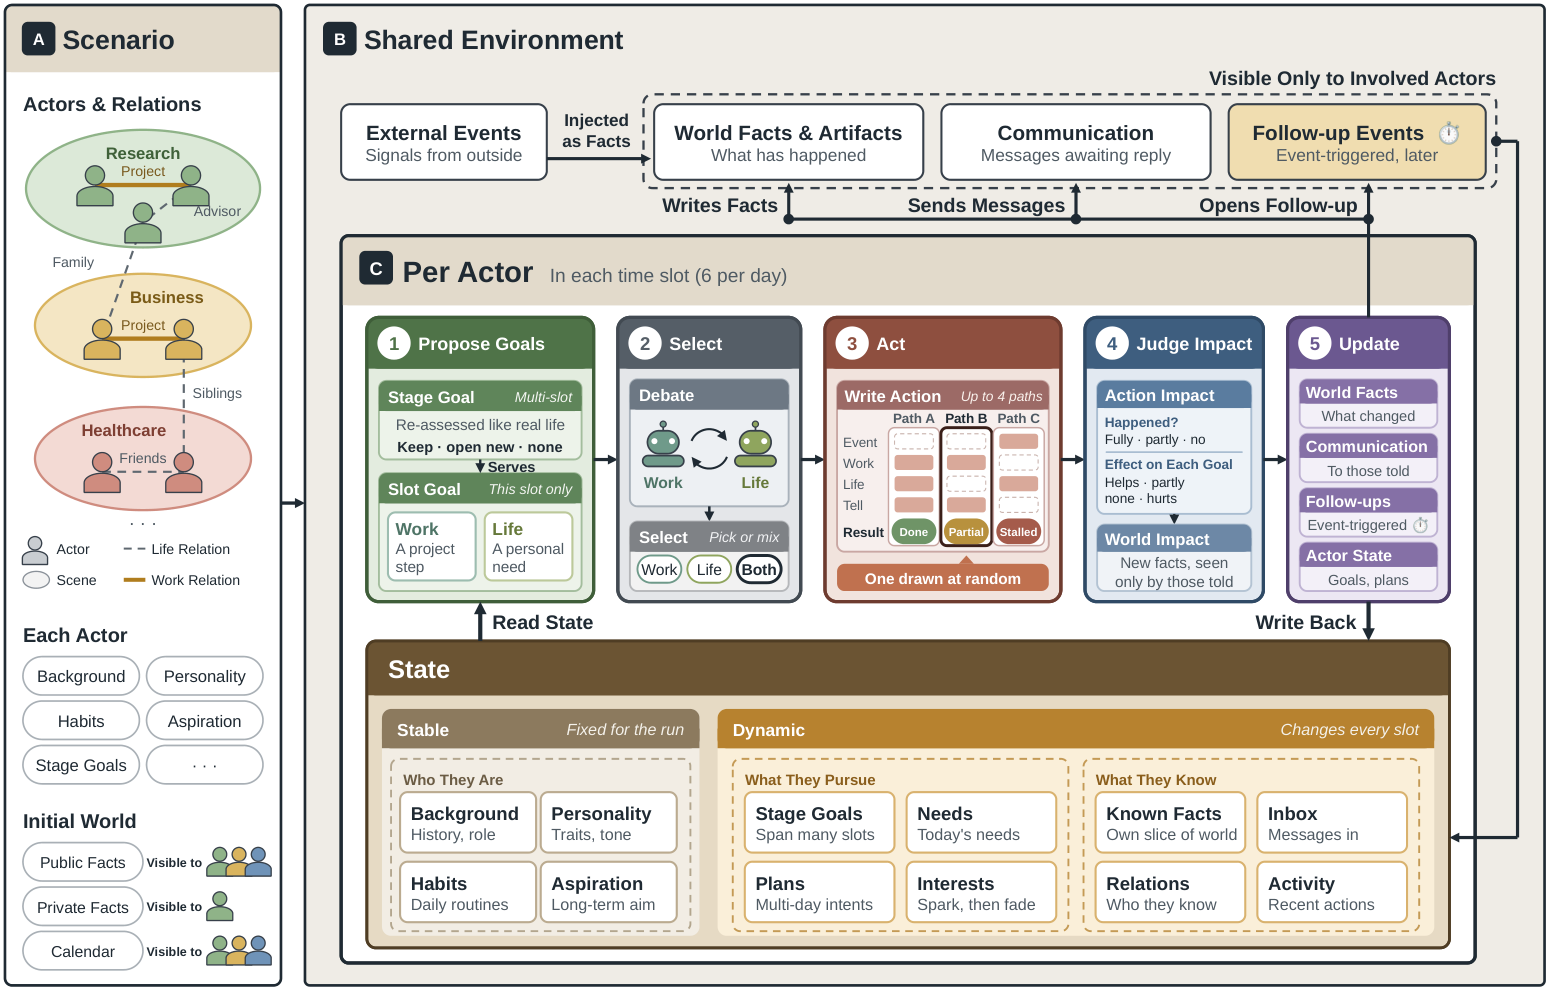 A Scenario
Actors & Relations
Research
Project
Advisor
Family
Business
Project
Siblings
Healthcare
Friends
· · ·
Actor
Life Relation
Scene
Work Relation
Each Actor
Background
Personality
Habits
Aspiration
Stage Goals
· · ·
Initial World
Public Facts
Visible to
Private Facts
Visible to
Calendar
Visible to
B Shared Environment
Visible Only to Involved Actors
External Events
Signals from outside
Injected
as Facts
World Facts & Artifacts
What has happened
Communication
Messages awaiting reply
Follow-up Events ⏱️
Event-triggered, later
Writes Facts
Sends Messages
Opens Follow-up
C Per Actor In each time slot (6 per day)
1 Propose Goals
Stage Goal Multi-slot
Re-assessed like real life
Keep · open new · none
Serves
Slot Goal This slot only
Work
A project
step
Life
A personal
need
2 Select
Debate
Work
Life
Select Pick or mix
Work
Life
Both
3 Act
Write Action Up to 4 paths
Path A Path B Path C
Event
Work
Life
Tell
Result Done Partial Stalled
One drawn at random
4 Judge Impact
Action Impact
Happened?
Fully · partly · no
Effect on Each Goal
Helps · partly
none · hurts
World Impact
New facts, seen
only by those told
5 Update
World Facts
What changed
Communication
To those told
Follow-ups
Event-triggered ⏱️
Actor State
Goals, plans
Read State
Write Back
State
Stable Fixed for the run
Who They Are
Background
History, role
Personality
Traits, tone
Habits
Daily routines
Aspiration
Long-term aim
Dynamic Changes every slot
What They Pursue
Stage Goals
Span many slots
Needs
Today's needs
Plans
Multi-day intents
Interests
Spark, then fade
What They Know
Known Facts
Own slice of world
Inbox
Messages in
Relations
Who they know
Activity
Recent actions